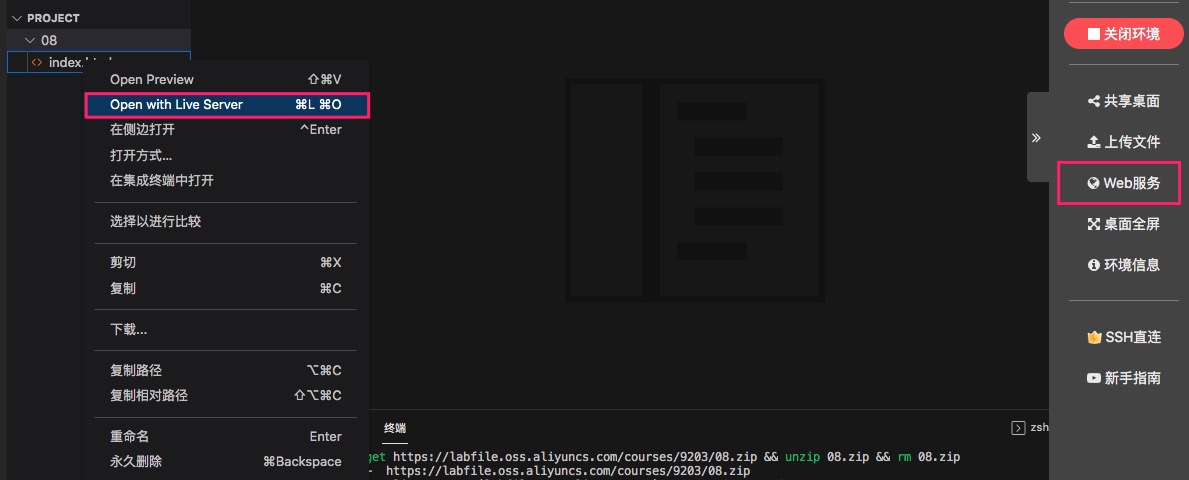 PROJECT
08
index.html
Open Preview ⇧⌘V
Open with Live Server ⌘L ⌘O
在侧边打开 ^Enter
打开方式...
在集成终端中打开
选择以进行比较
剪切 ⌘X
复制 ⌘C
下载...
复制路径 ⌥⌘C
复制相对路径 ⇧⌥⌘C
重命名 Enter
永久删除 ⌘Backspace
终端
zsh
get https://labfile.oss.aliyuncs.com/courses/9203/08.zip && unzip 08.zip && rm 08.zip
- https://labfile.oss.aliyuncs.com/courses/9203/08.zip
关闭环境
共享桌面
上传文件
Web服务
桌面全屏
环境信息
SSH直连
新手指南